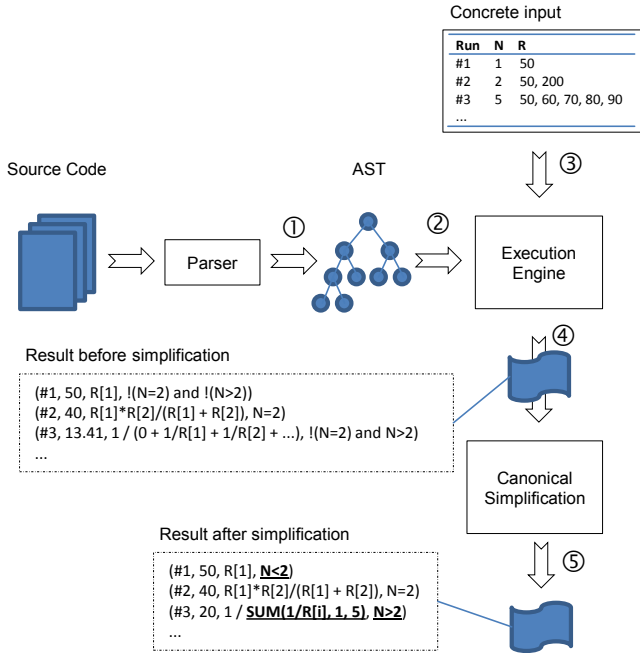 Concrete input
Run N R
#1 1 50
#2 2 50, 200
#3 5 50, 60, 70, 80, 90
...
Source Code
AST
③
①
②
Parser
Execution
Engine
④
Result before simplification
(#1, 50, R[1], !(N=2) and !(N>2))
(#2, 40, R[1]*R[2]/(R[1] + R[2]), N=2)
(#3, 13.41, 1 / (0 + 1/R[1] + 1/R[2] + ...), !(N=2) and N>2)
...
Canonical
Simplification
Result after simplification
⑤
(#1, 50, R[1], N<2)
(#2, 40, R[1]*R[2]/(R[1] + R[2]), N=2)
(#3, 20, 1 / SUM(1/R[i], 1, 5), N>2)
...